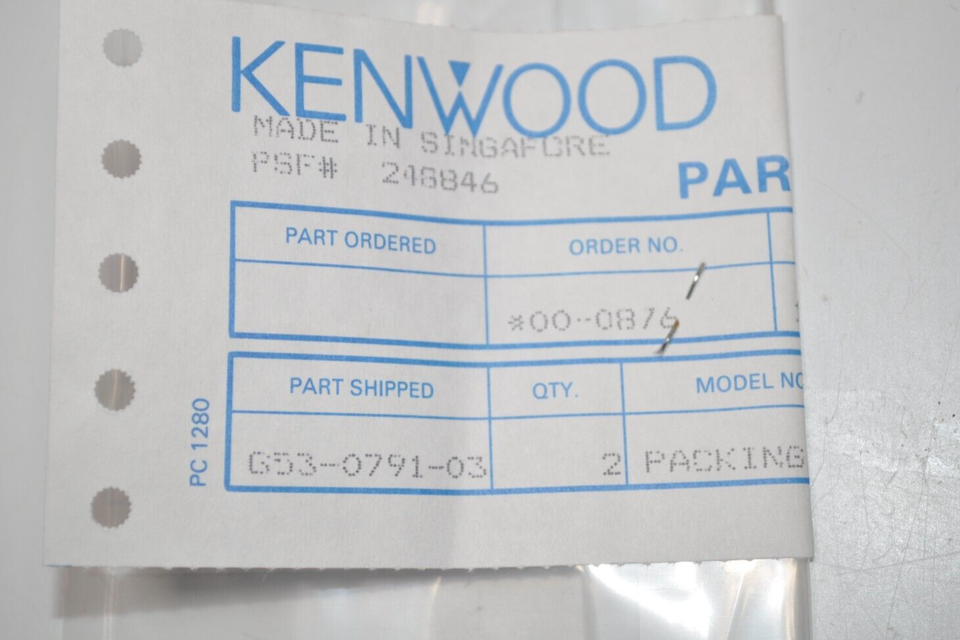 KENWOOD
MADE IN SINGAPORE
PSF# 248846
PAR
PART ORDERED ORDER NO.
*00-0876
PART SHIPPED QTY. MODEL NO
G53-0791-03 2 PACKING
PC 1280